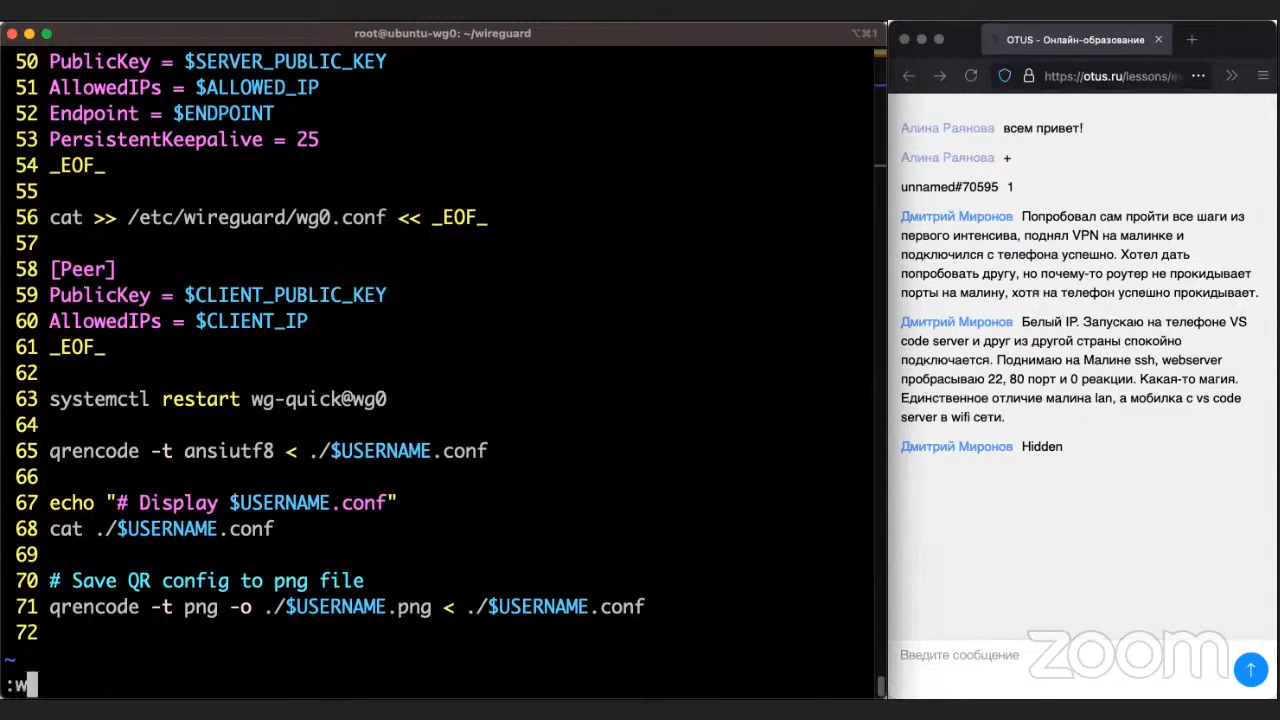 root@ubuntu-wg0: ~/wireguard
⌥⌘1
50 PublicKey = $SERVER_PUBLIC_KEY
51 AllowedIPs = $ALLOWED_IP
52 Endpoint = $ENDPOINT
53 PersistentKeepalive = 25
54 _EOF_
55
56 cat >> /etc/wireguard/wg0.conf << _EOF_
57
58 [Peer]
59 PublicKey = $CLIENT_PUBLIC_KEY
60 AllowedIPs = $CLIENT_IP
61 _EOF_
62
63 systemctl restart wg-quick@wg0
64
65 qrencode -t ansiutf8 < ./$USERNAME.conf
66
67 echo "# Display $USERNAME.conf"
68 cat ./$USERNAME.conf
69
70 # Save QR config to png file
71 qrencode -t png -o ./$USERNAME.png < ./$USERNAME.conf
72
~
:w
OTUS - Онлайн-образование
https://otus.ru/lessons/ev
Алина Раянова всем привет!
Алина Раянова +
unnamed#70595 1
Дмитрий Миронов Попробовал сам пройти все шаги из
первого интенсива, поднял VPN на малинке и
подключился с телефона успешно. Хотел дать
попробовать другу, но почему-то роутер не прокидывает
порты на малину, хотя на телефон успешно прокидывает.
Дмитрий Миронов Белый IP. Запускаю на телефоне VS
code server и друг из другой страны спокойно
подключается. Поднимаю на Малине ssh, webserver
пробрасываю 22, 80 порт и 0 реакции. Какая-то магия.
Единственное отличие малина lan, а мобилка с vs code
server в wifi сети.
Дмитрий Миронов Hidden
Введите сообщение
zoom